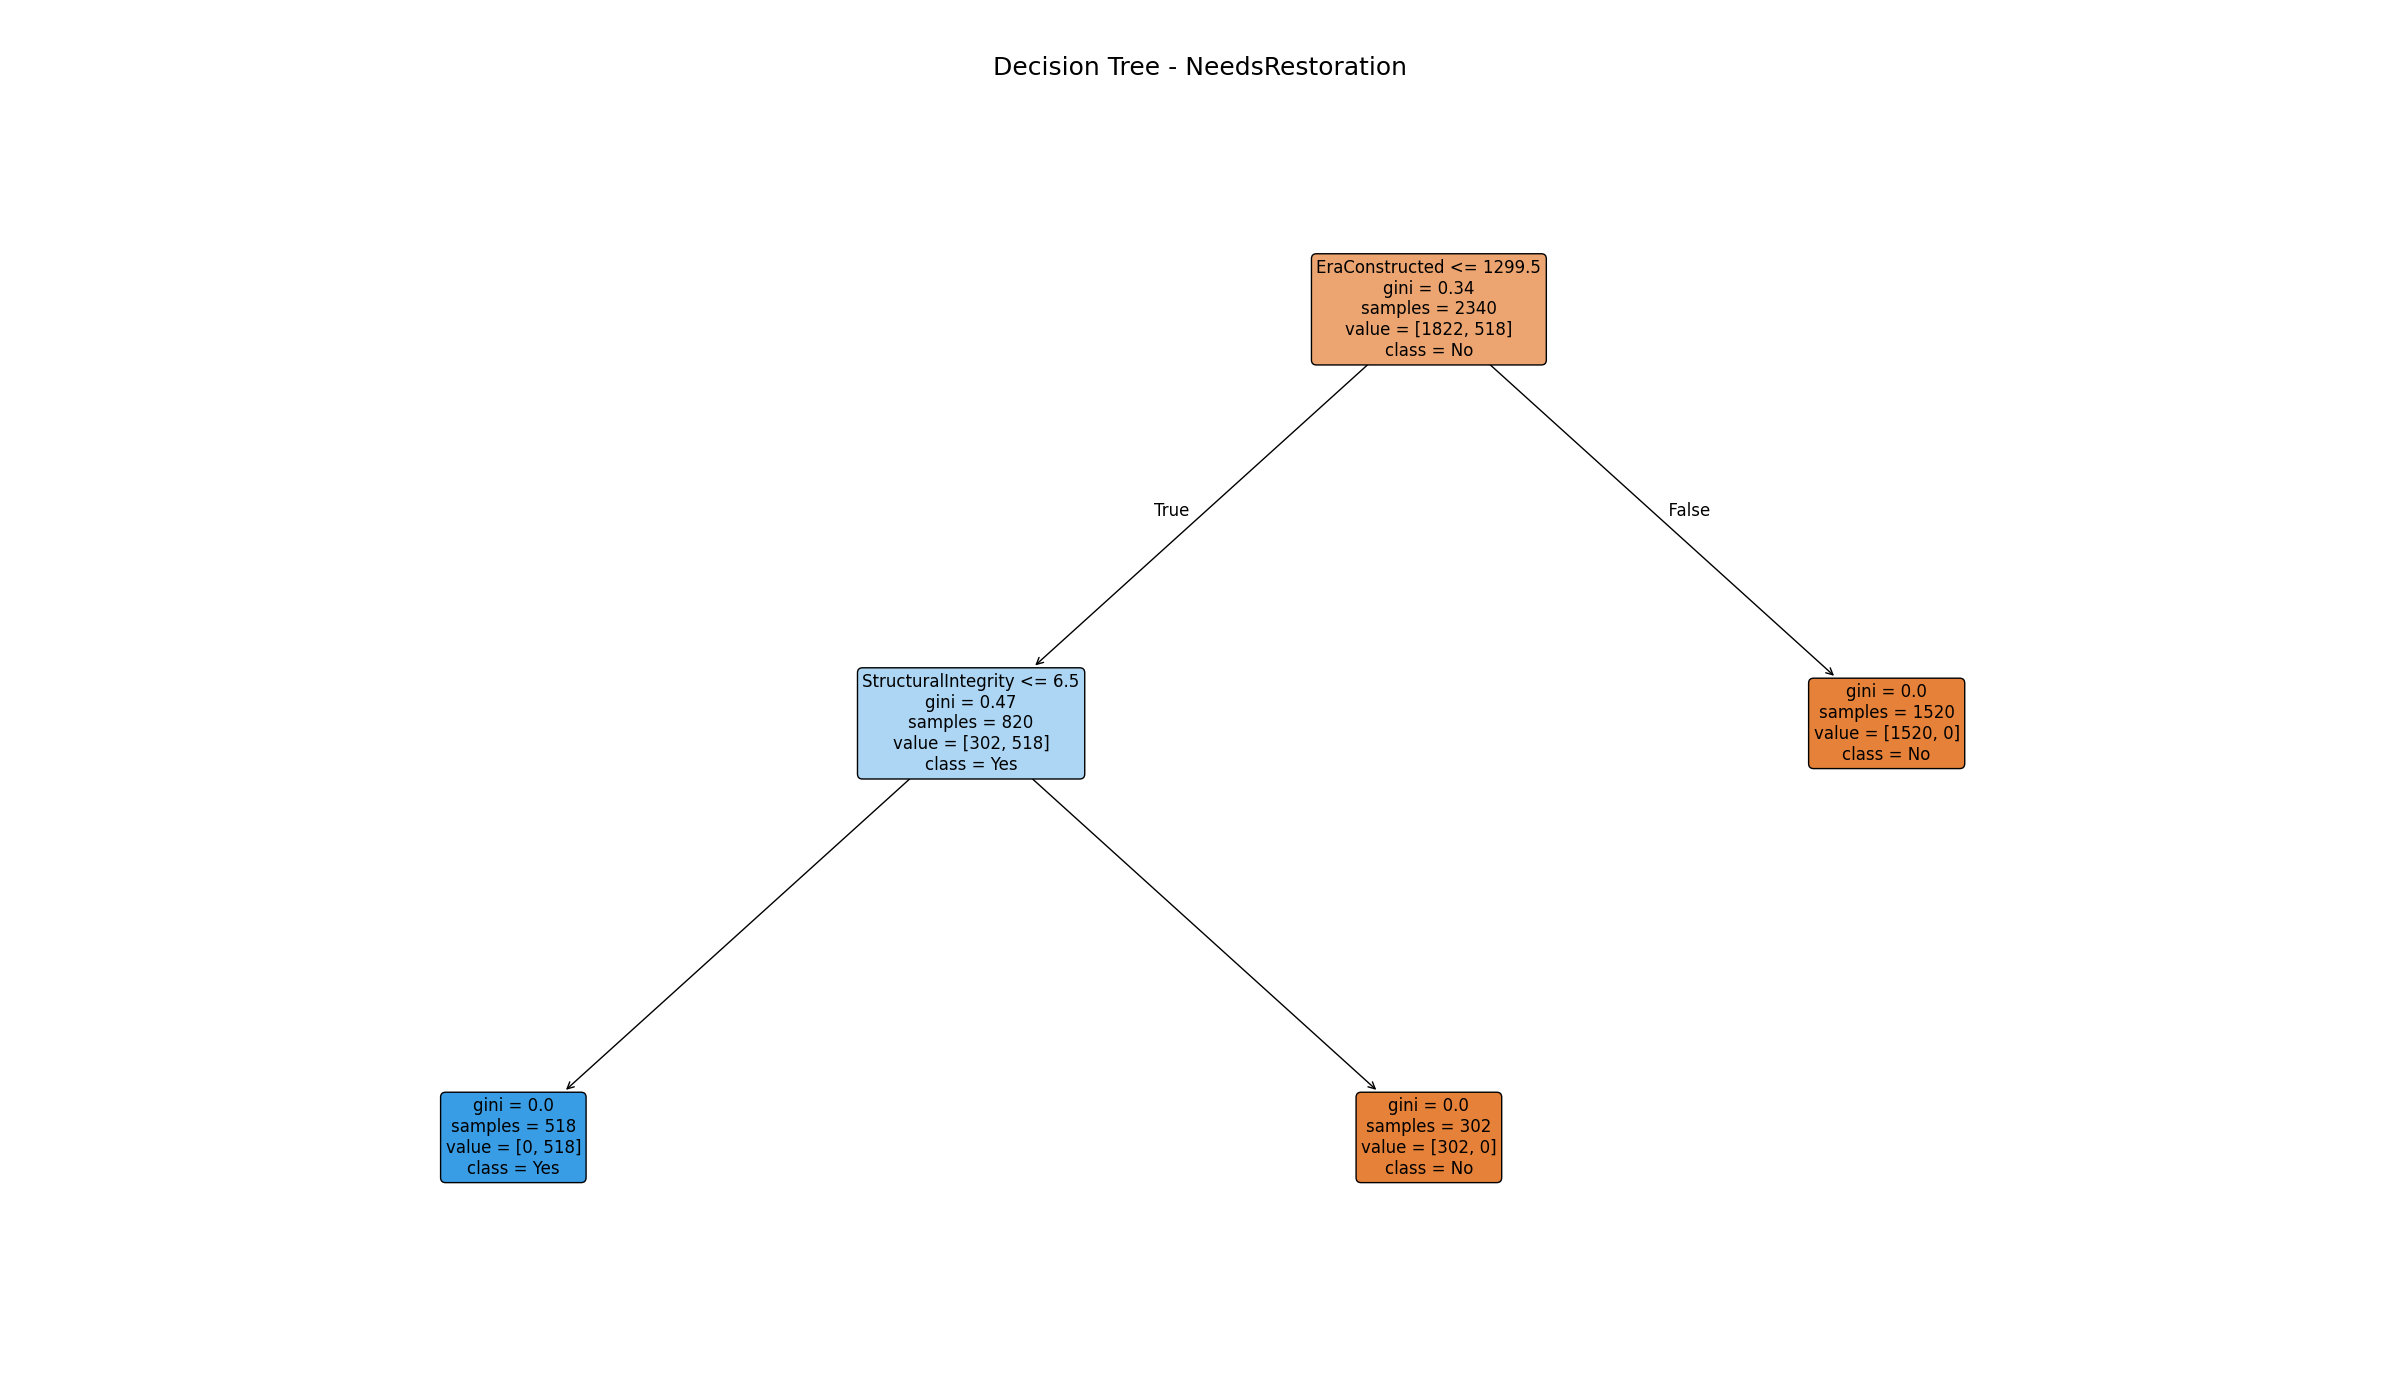 Decision Tree - NeedsRestoration
EraConstructed <= 1299.5
gini = 0.34
samples = 2340
value = [1822, 518]
class = No
True
False
StructuralIntegrity <= 6.5
gini = 0.47
samples = 820
value = [302, 518]
class = Yes
gini = 0.0
samples = 1520
value = [1520, 0]
class = No
gini = 0.0
samples = 518
value = [0, 518]
class = Yes
gini = 0.0
samples = 302
value = [302, 0]
class = No